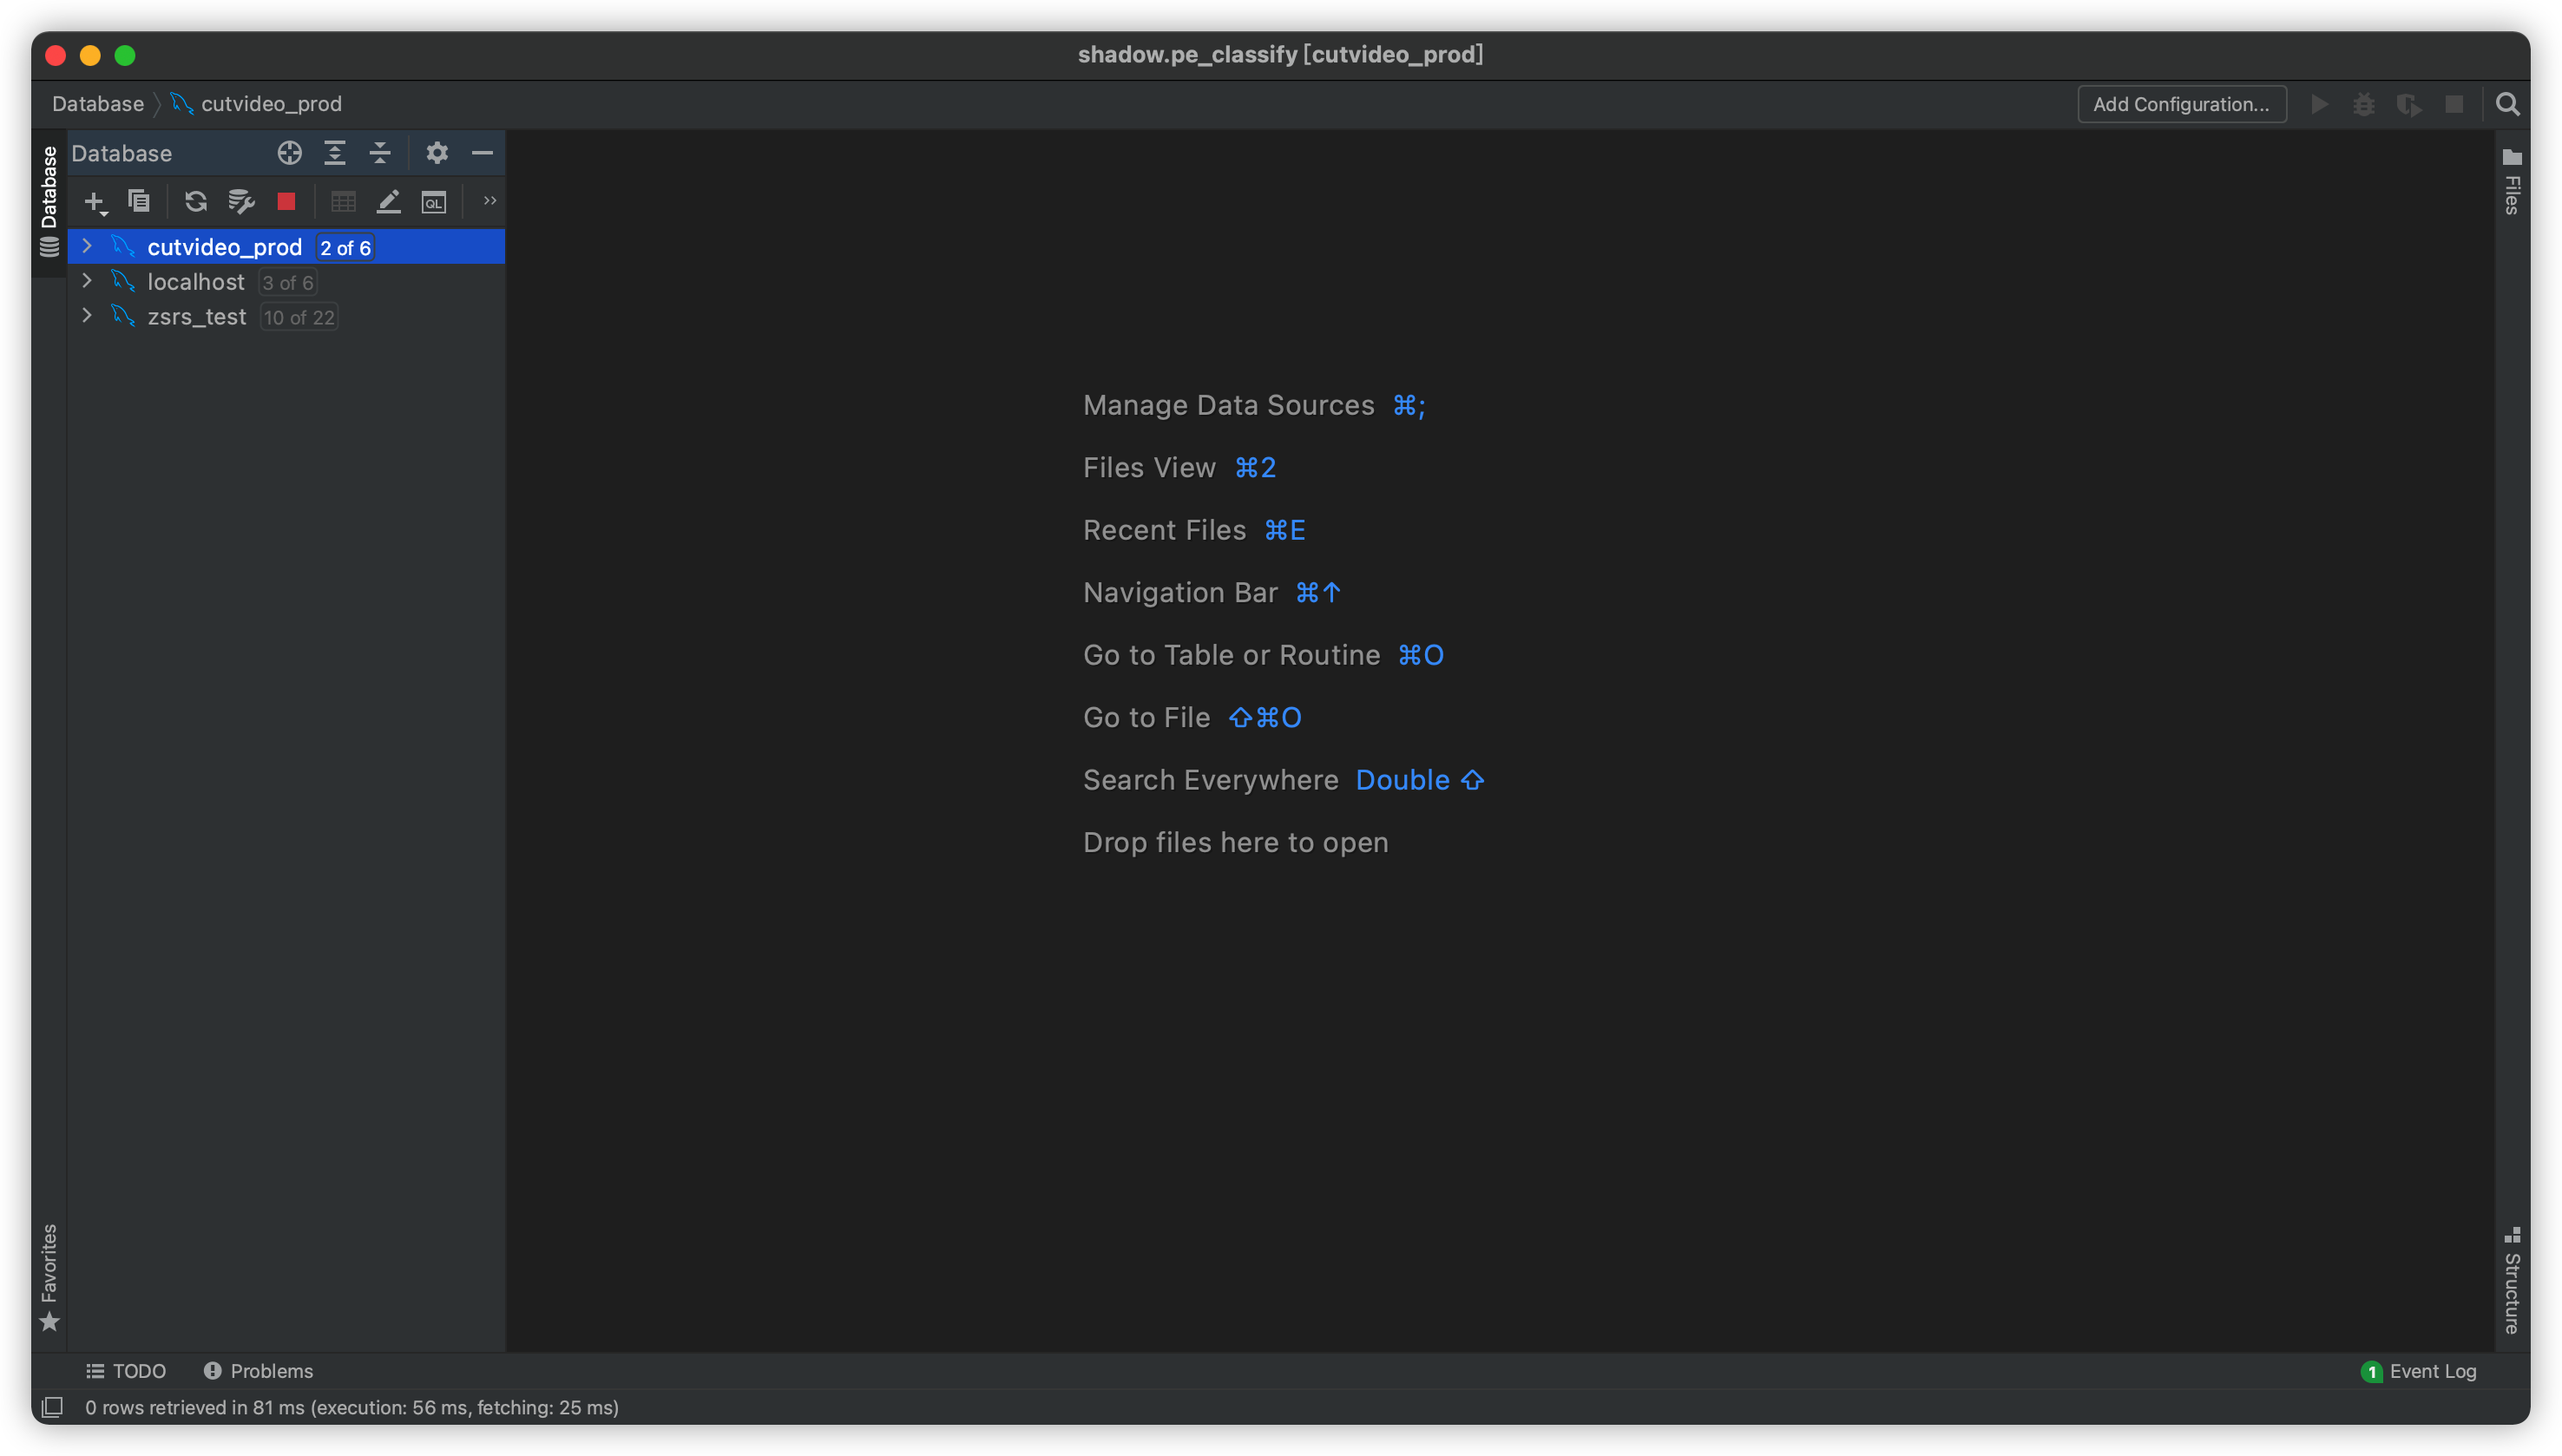 shadow.pe_classify [cutvideo_prod]
Database
cutvideo_prod
Add Configuration...
Database
Database
QL
cutvideo_prod 2 of 6
localhost 3 of 6
zsrs_test 10 of 22
Files
Manage Data Sources ⌘;
Files View ⌘2
Recent Files ⌘E
Navigation Bar ⌘↑
Go to Table or Routine ⌘O
Go to File ⇧⌘O
Search Everywhere Double ⇧
Drop files here to open
Favorites
Structure
TODO
Problems
1 Event Log
0 rows retrieved in 81 ms (execution: 56 ms, fetching: 25 ms)